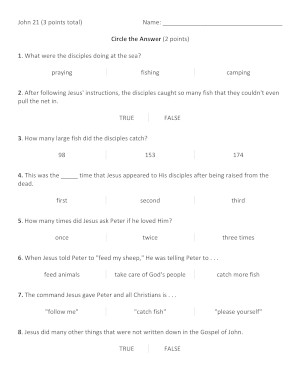 John 21 (3 points total) Name: ______________________________
Circle the Answer (2 points)
1. What were the disciples doing at the sea?
praying fishing camping
2. After following Jesus' instructions, the disciples caught so many fish that they couldn't even
pull the net in.
TRUE FALSE
3. How many large fish did the disciples catch?
98 153 174
4. This was the _____ time that Jesus appeared to His disciples after being raised from the
dead.
first second third
5. How many times did Jesus ask Peter if he loved Him?
once twice three times
6. When Jesus told Peter to "feed my sheep," He was telling Peter to . . .
feed animals take care of God's people catch more fish
7. The command Jesus gave Peter and all Christians is . . .
"follow me" "catch fish" "please yourself"
8. Jesus did many other things that were not written down in the Gospel of John.
TRUE FALSE